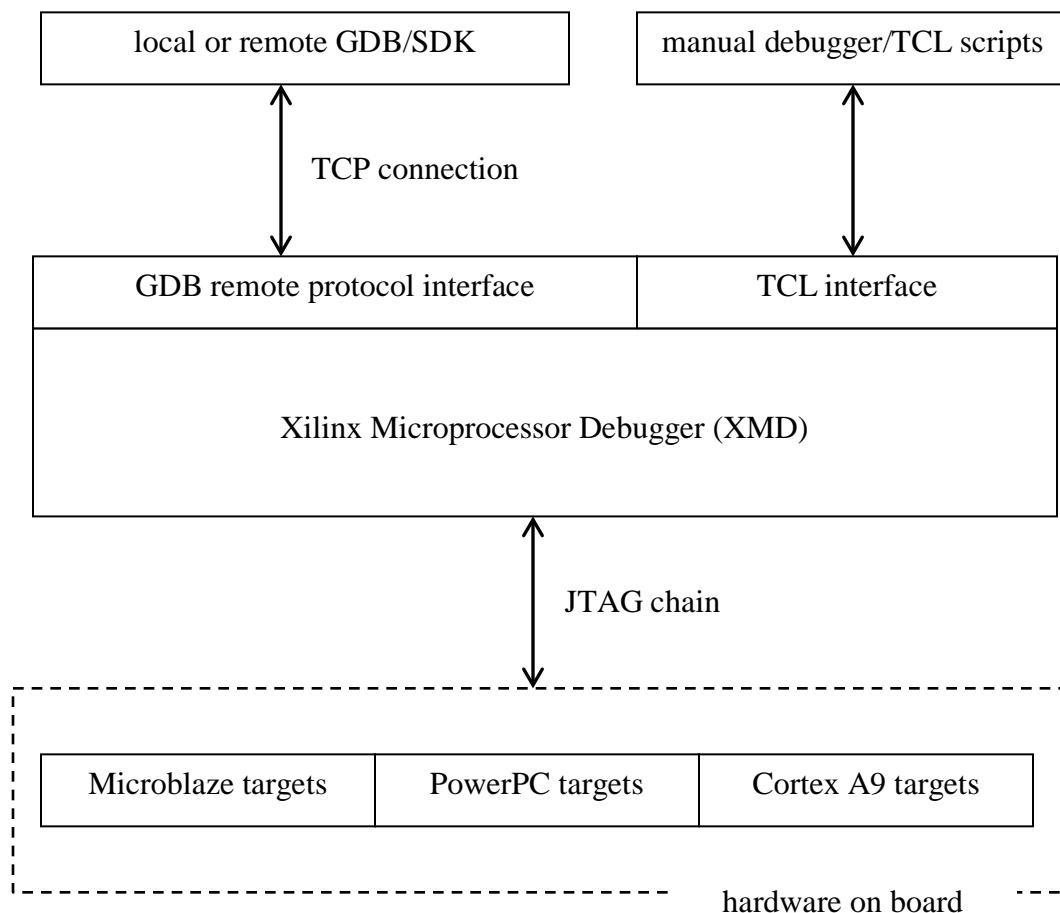 local or remote GDB/SDK
manual debugger/TCL scripts
TCP connection
GDB remote protocol interface
TCL interface
Xilinx Microprocessor Debugger (XMD)
JTAG chain
Microblaze targets
PowerPC targets
Cortex A9 targets
hardware on board